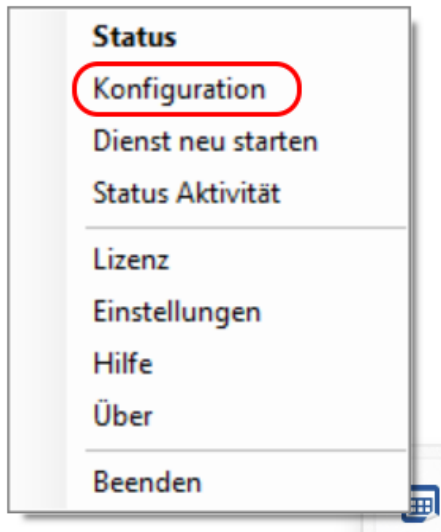 Status
Konfiguration
Dienst neu starten
Status Aktivität
Lizenz
Einstellungen
Hilfe
Über
Beenden